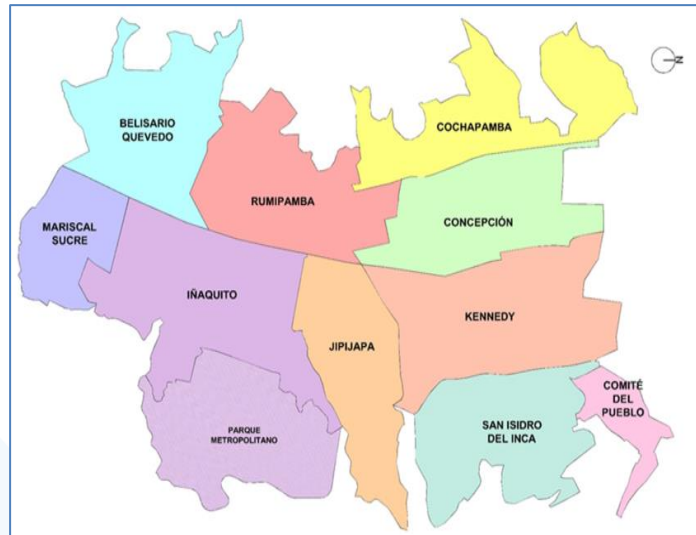 N
BELISARIO
QUEVEDO
COCHAPAMBA
RUMIPAMBA
MARISCAL
SUCRE
CONCEPCIÓN
IÑAQUITO
KENNEDY
JIPIJAPA
COMITÉ
DEL
PUEBLO
SAN ISIDRO
DEL INCA
PARQUE
METROPOLITANO